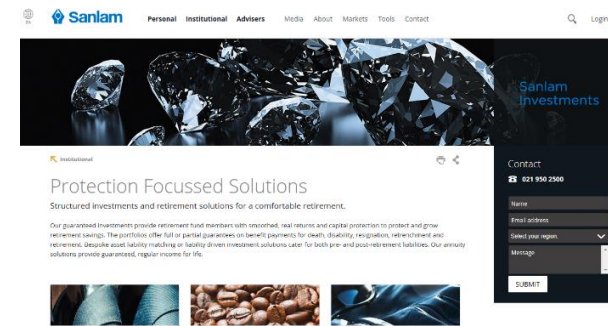 Sanlam
Personal Institutional Advisers Media About Markets Tools Contact
Login
Sanlam
Investments
Institutional
Protection Focussed Solutions
Structured investments and retirement solutions for a comfortable retirement.
Our guaranteed investments provide retirement fund members with smoothed, real returns and capital protection to protect and grow
retirement savings. The portfolios offer full or partial guarantees on benefit payments for death, disability, resignation, retrenchment and
retirement. Bespoke asset liability matching or liability driven investment solutions cater for both pre- and post-retirement liabilities. Our annuity
solutions provide guaranteed, regular income for life.
Contact
021 950 2500
Name
Email address
Select your region.
Message
SUBMIT